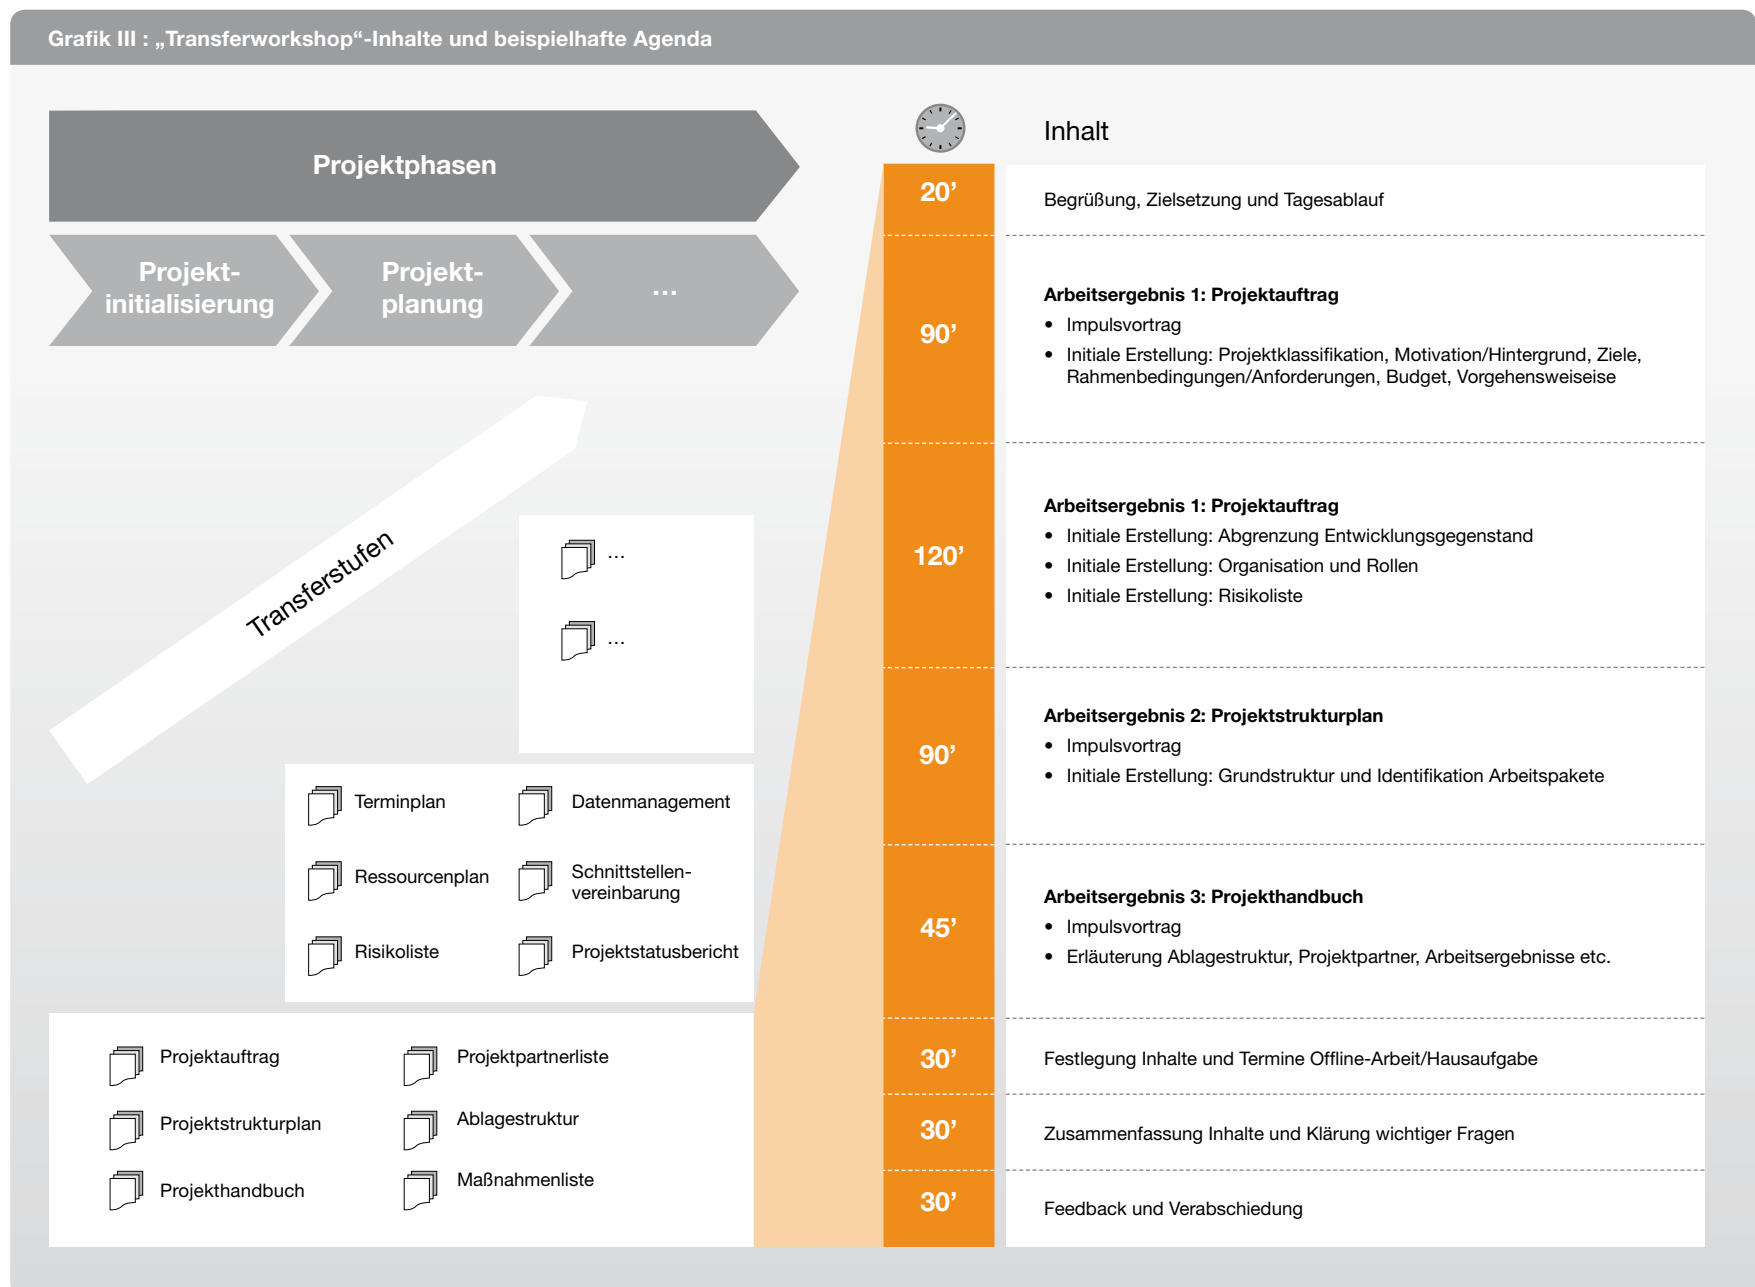 Grafik III : „Transferworkshop“-Inhalte und beispielhafte Agenda
Projektphasen
Projekt-
initialisierung
Projekt-
planung
...
Transferstufen
...
...
Terminplan
Datenmanagement
Ressourcenplan
Schnittstellen-
vereinbarung
Risikoliste
Projektstatusbericht
Projektauftrag
Projektpartnerliste
Projektstrukturplan
Ablagestruktur
Projekthandbuch
Maßnahmenliste
Inhalt
20’
Begrüßung, Zielsetzung und Tagesablauf
90’
Arbeitsergebnis 1: Projektauftrag
• Impulsvortrag
• Initiale Erstellung: Projektklassifikation, Motivation/Hintergrund, Ziele,
Rahmenbedingungen/Anforderungen, Budget, Vorgehensweiseise
120’
Arbeitsergebnis 1: Projektauftrag
• Initiale Erstellung: Abgrenzung Entwicklungsgegenstand
• Initiale Erstellung: Organisation und Rollen
• Initiale Erstellung: Risikoliste
90’
Arbeitsergebnis 2: Projektstrukturplan
• Impulsvortrag
• Initiale Erstellung: Grundstruktur und Identifikation Arbeitspakete
45’
Arbeitsergebnis 3: Projekthandbuch
• Impulsvortrag
• Erläuterung Ablagestruktur, Projektpartner, Arbeitsergebnisse etc.
30’
Festlegung Inhalte und Termine Offline-Arbeit/Hausaufgabe
30’
Zusammenfassung Inhalte und Klärung wichtiger Fragen
30’
Feedback und Verabschiedung